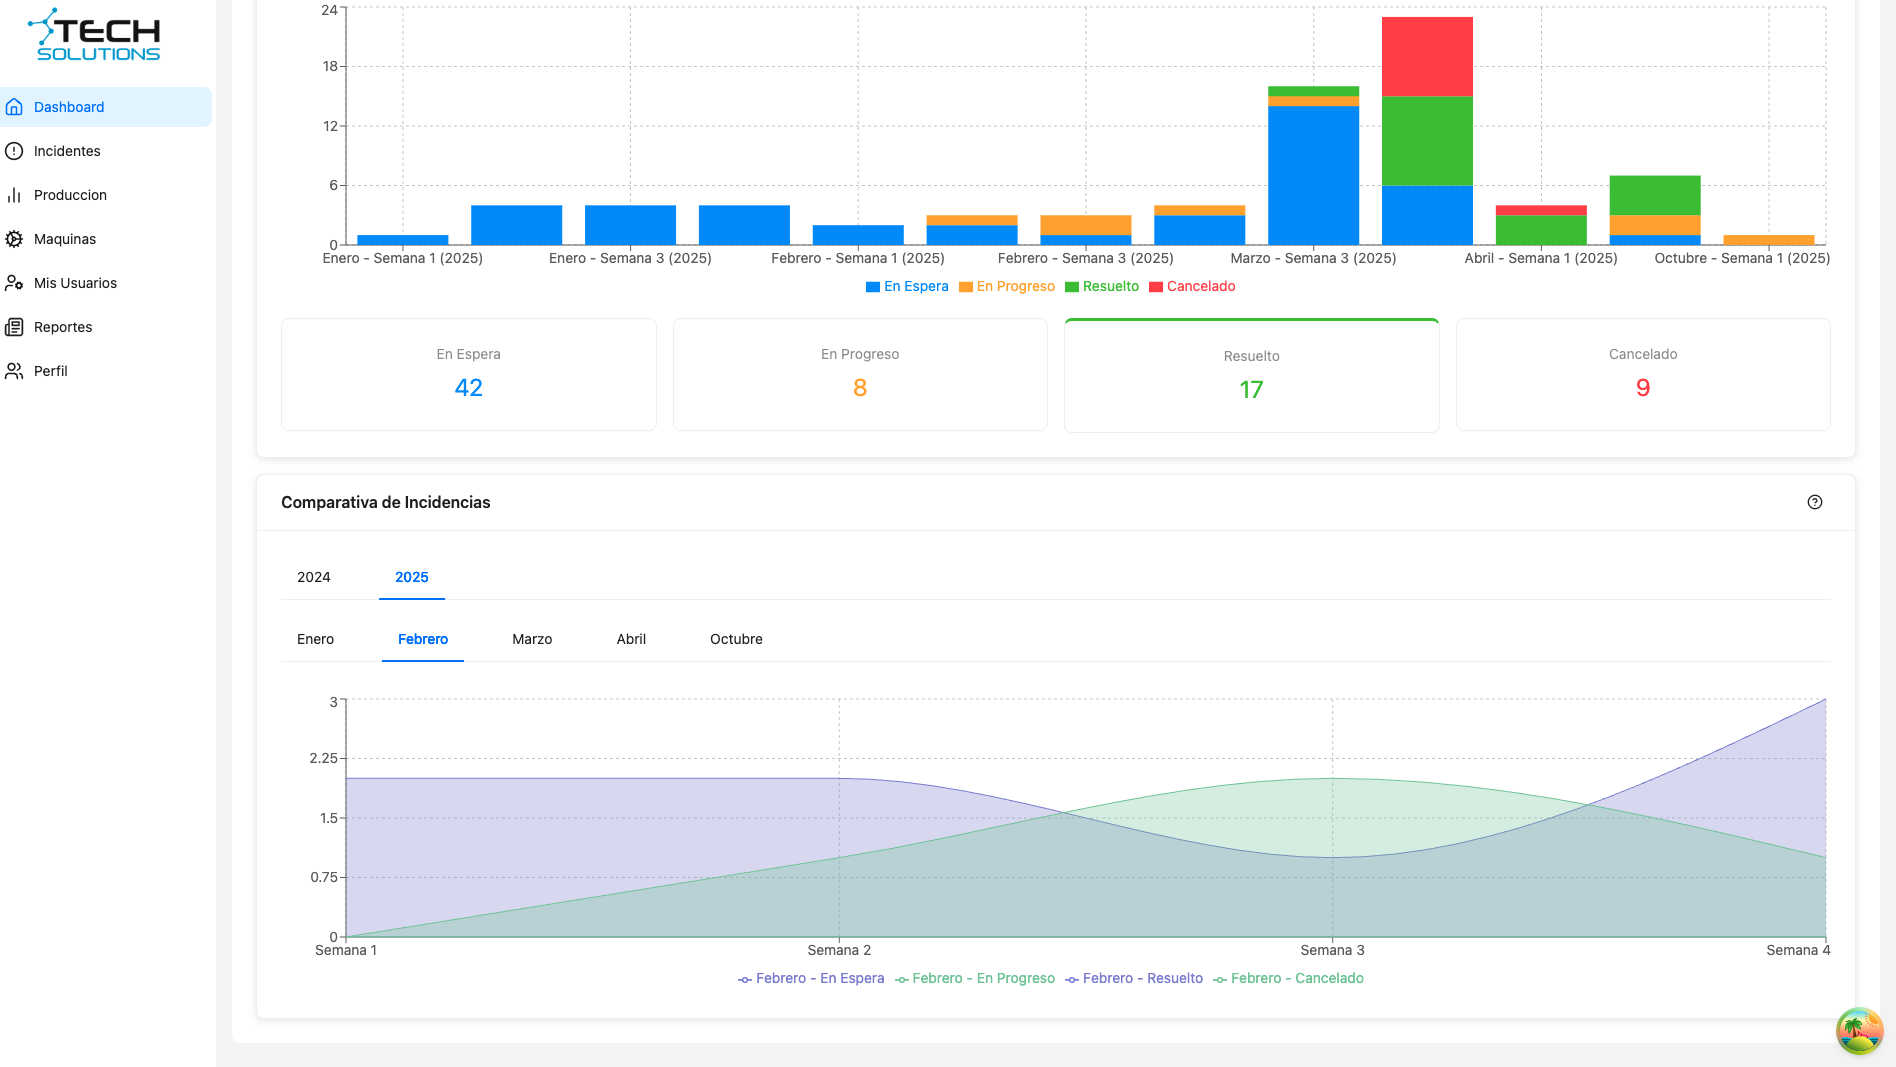 TECH
SOLUTIONS
Dashboard
Incidentes
Produccion
Maquinas
Mis Usuarios
Reportes
Perfil
24
18
12
6
0
Enero - Semana 1 (2025)
Enero - Semana 3 (2025)
Febrero - Semana 1 (2025)
Febrero - Semana 3 (2025)
Marzo - Semana 3 (2025)
Abril - Semana 1 (2025)
Octubre - Semana 1 (2025)
En Espera
En Progreso
Resuelto
Cancelado
En Espera
42
En Progreso
8
Resuelto
17
Cancelado
9
Comparativa de Incidencias
2024
2025
Enero
Febrero
Marzo
Abril
Octubre
3
2.25
1.5
0.75
0
Semana 1
Semana 2
Semana 3
Semana 4
Febrero - En Espera
Febrero - En Progreso
Febrero - Resuelto
Febrero - Cancelado